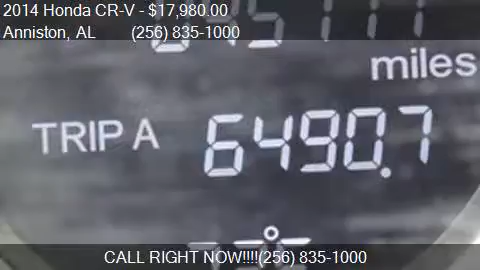 2014 Honda CR-V - $17,980.00
Anniston, AL (256) 835-1000
miles
TRIP A 6490.7
CALL RIGHT NOW!!!!(256) 835-1000